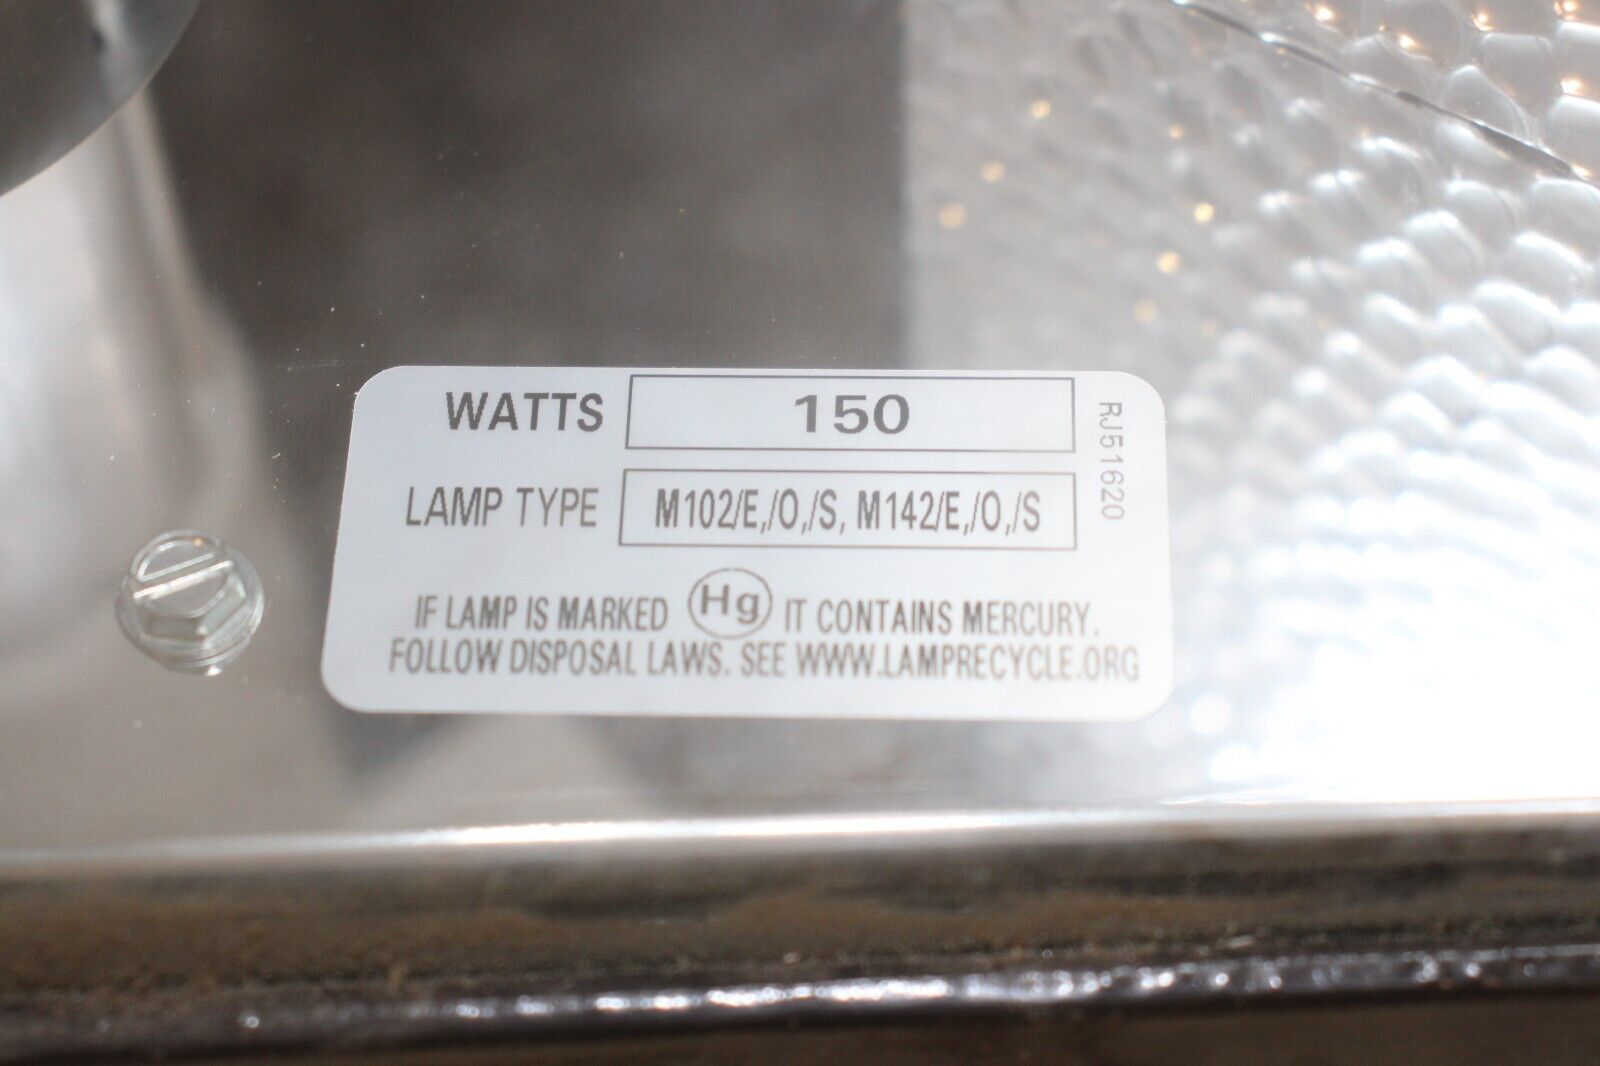 WATTS 150
LAMP TYPE M102/E,/O,/S, M142/E,/O,/S
IF LAMP IS MARKED Hg IT CONTAINS MERCURY.
FOLLOW DISPOSAL LAWS. SEE WWW.LAMPRECYCLE.ORG
RJ51620